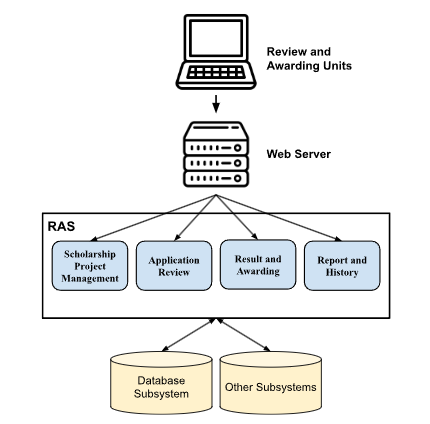 Review and
Awarding Units
Web Server
RAS
Scholarship
Project
Management
Application
Review
Result and
Awarding
Report and
History
Database
Subsystem
Other Subsystems